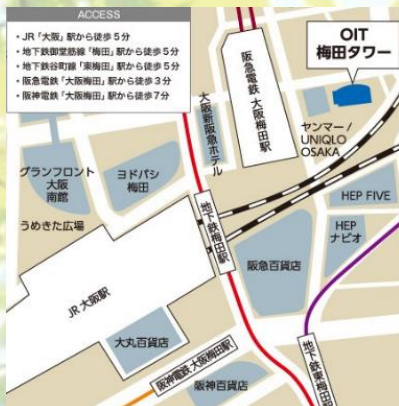 ACCESS
・JR「大阪」駅から徒歩5分
・地下鉄御堂筋線「梅田」駅から徒歩5分
・地下鉄谷町線「東梅田」駅から徒歩5分
・阪急電鉄「大阪梅田」駅から徒歩3分
・阪神電鉄「大阪梅田」駅から徒歩7分
阪急電鉄 大阪梅田駅
OIT
梅田タワー
大阪新阪急ホテル
ヤンマー/
UNIQLO
OSAKA
グランフロント
大阪
南館
ヨドバシ
梅田
HEP FIVE
うめきた広場
地下鉄梅田駅
HEP
ナビオ
阪急百貨店
JR 大阪駅
大丸百貨店
阪神電鉄 大阪梅田駅
地下鉄東梅田駅
阪神百貨店